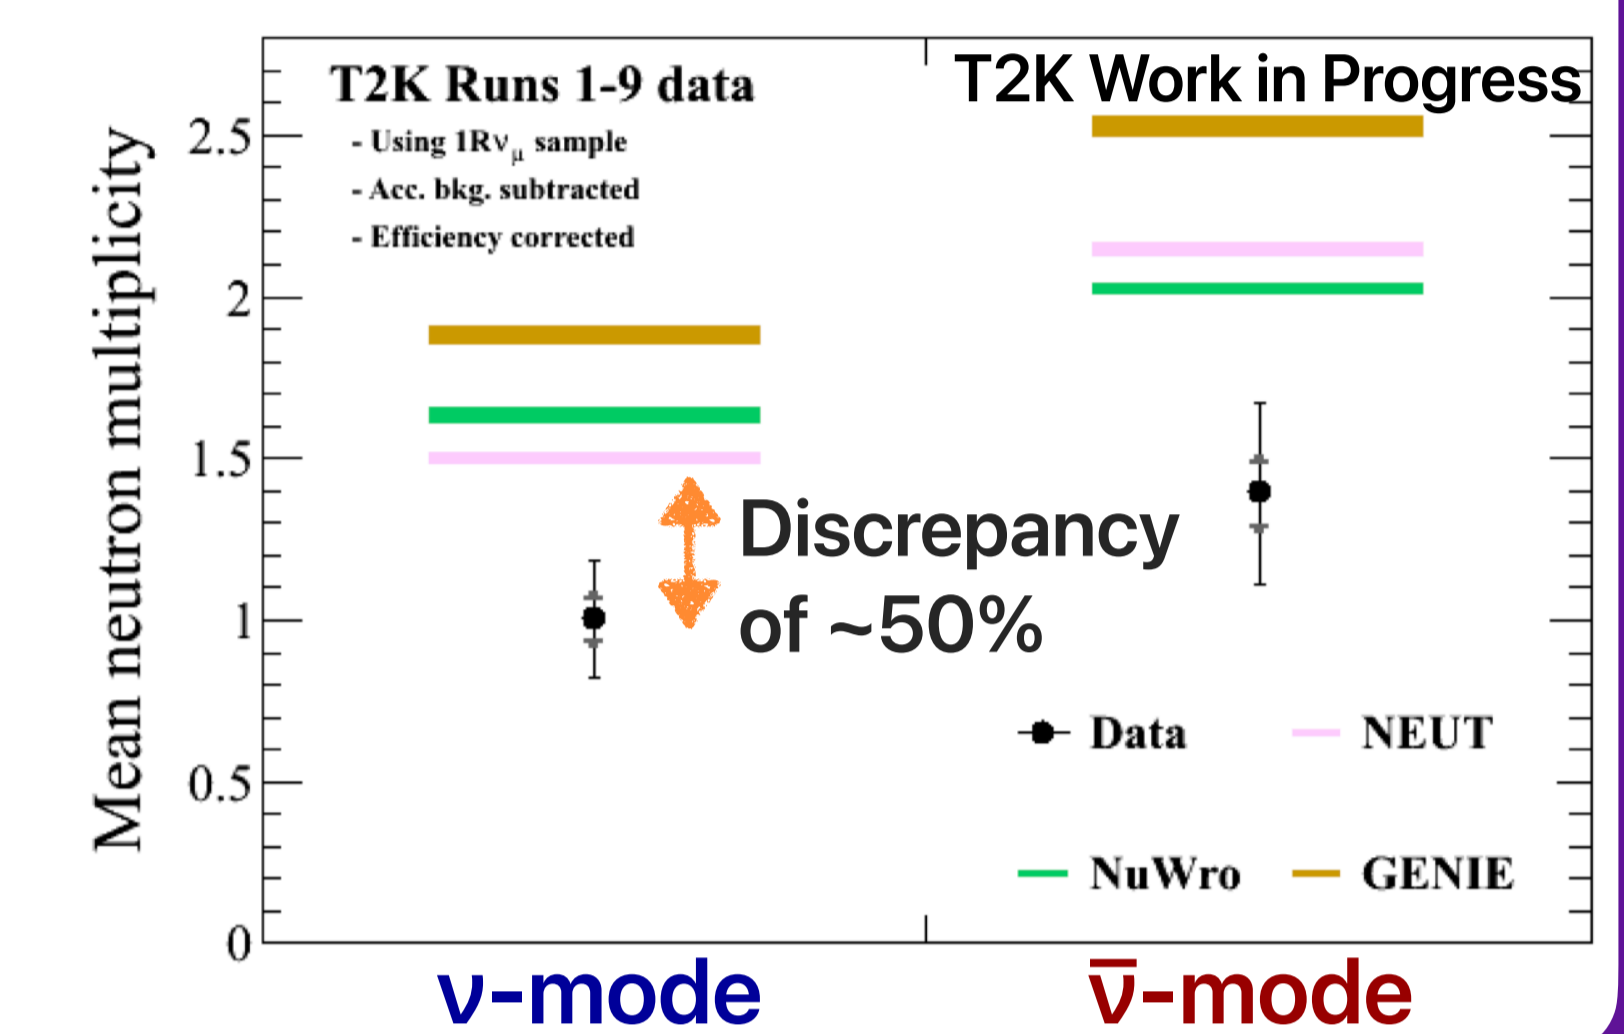 T2K Runs 1-9 data
- Using 1Rνμ sample
- Acc. bkg. subtracted
- Efficiency corrected
T2K Work in Progress
Mean neutron multiplicity
2.5
2
1.5
1
0.5
0
Discrepancy
of ~50%
Data
NEUT
NuWro
GENIE
ν-mode
ν̅-mode